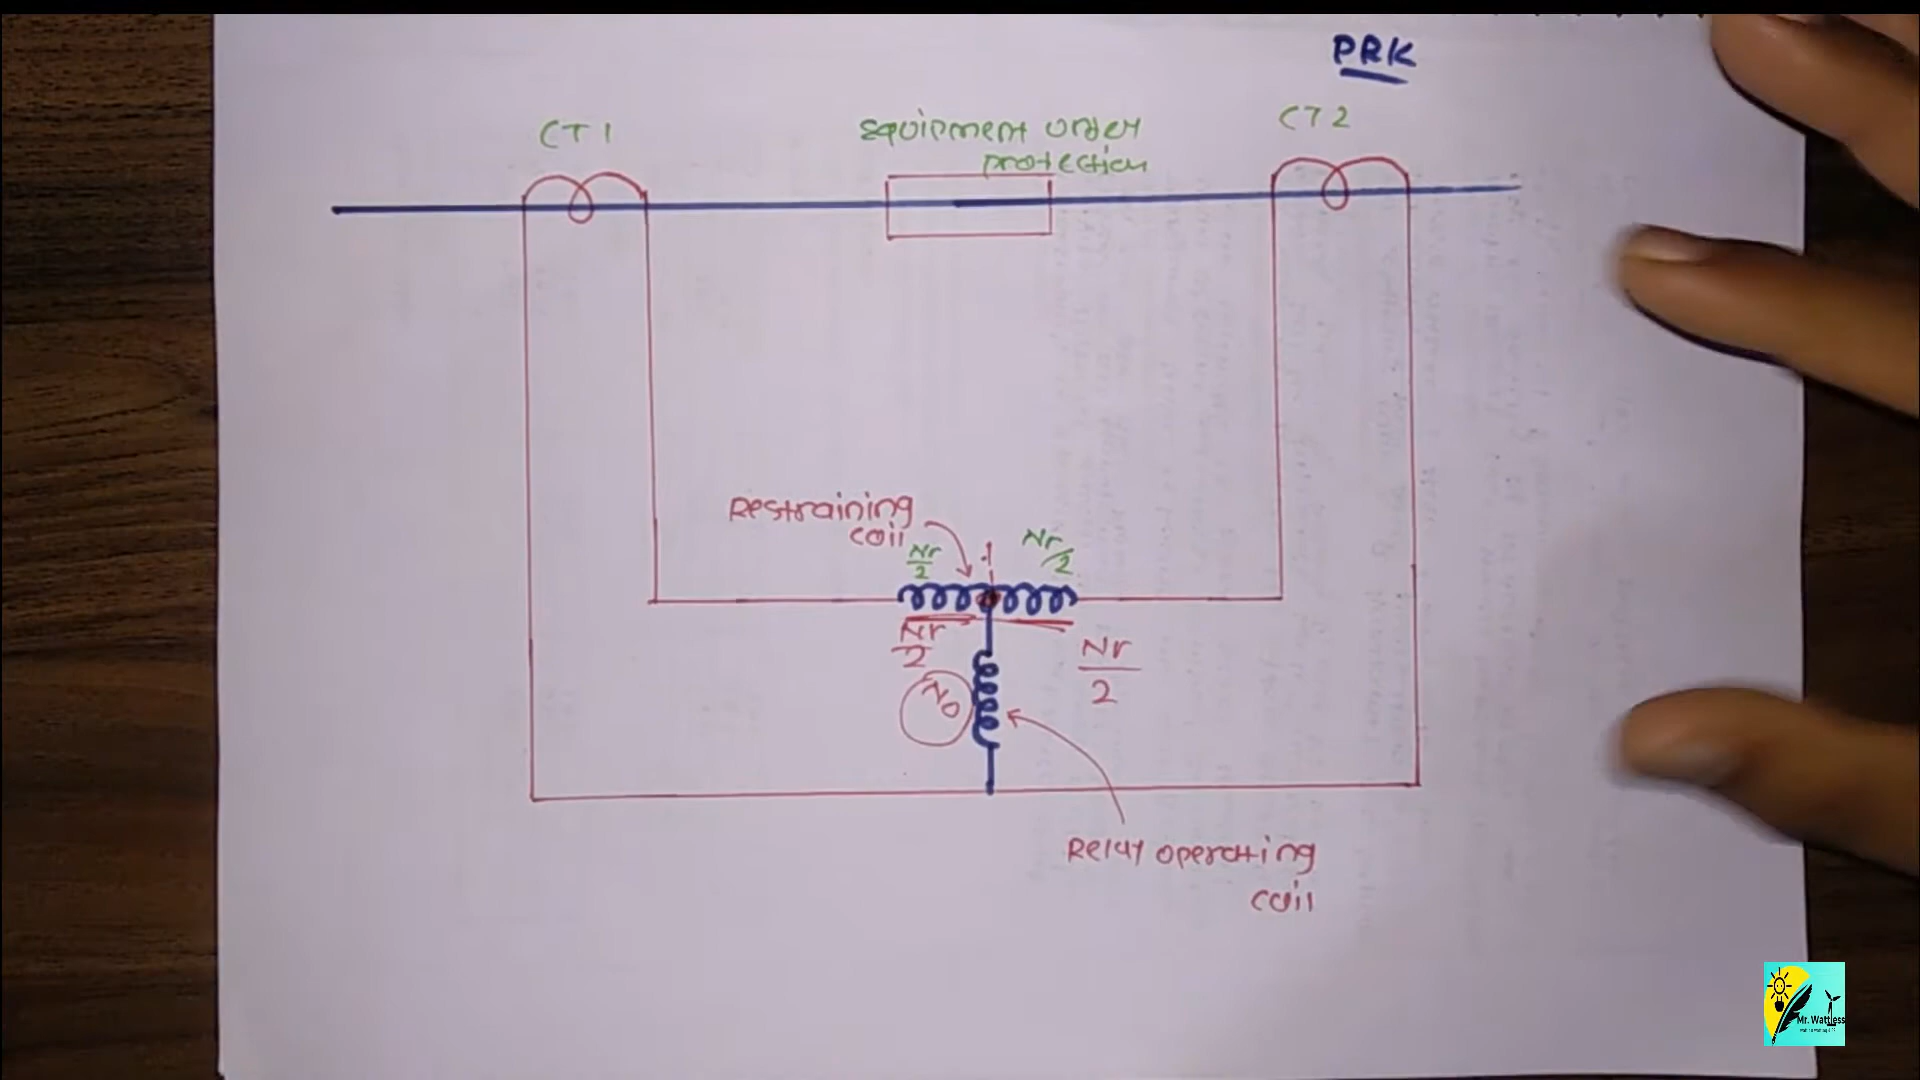 PRK
CT 1
Equipment under
protection
CT 2
Restraining
coil
Nr
2
Nr/2
Nr
2
Nr
2
No
Relay operating
coil
Mr. Wattless